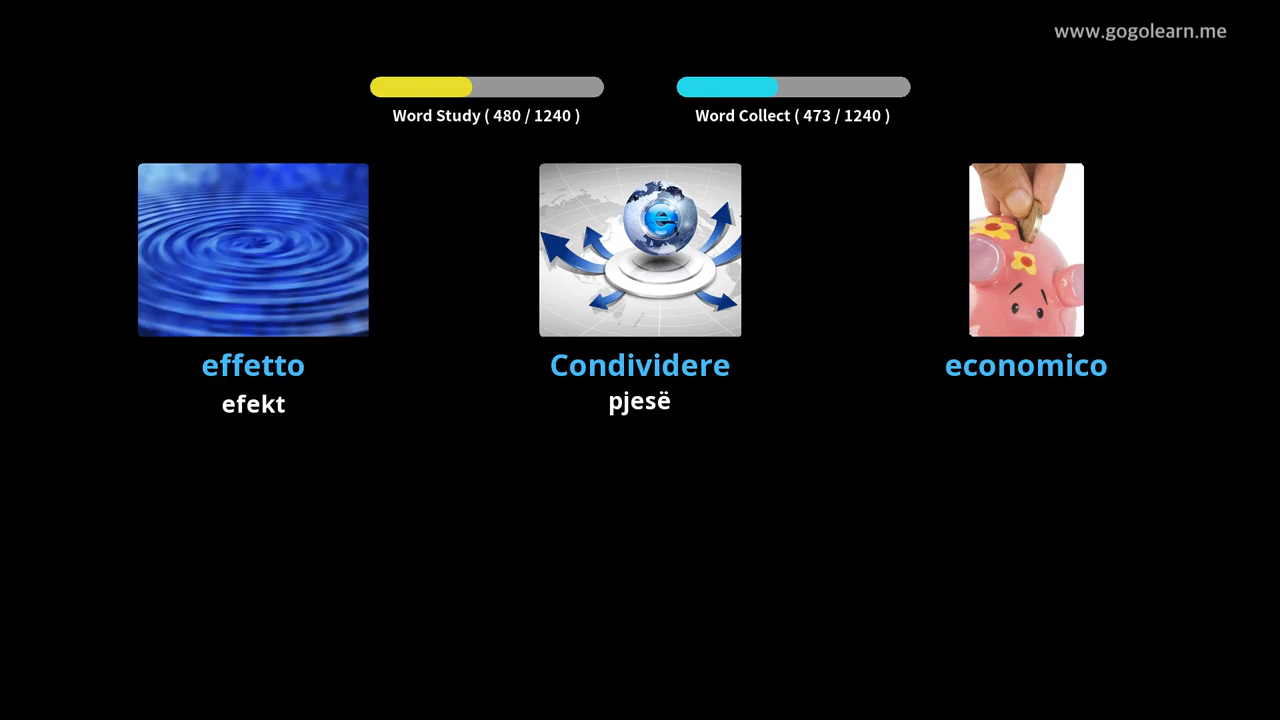 www.gogolearn.me
Word Study ( 480 / 1240 )
Word Collect ( 473 / 1240 )
e
effetto
Condividere
economico
efekt
pjesë